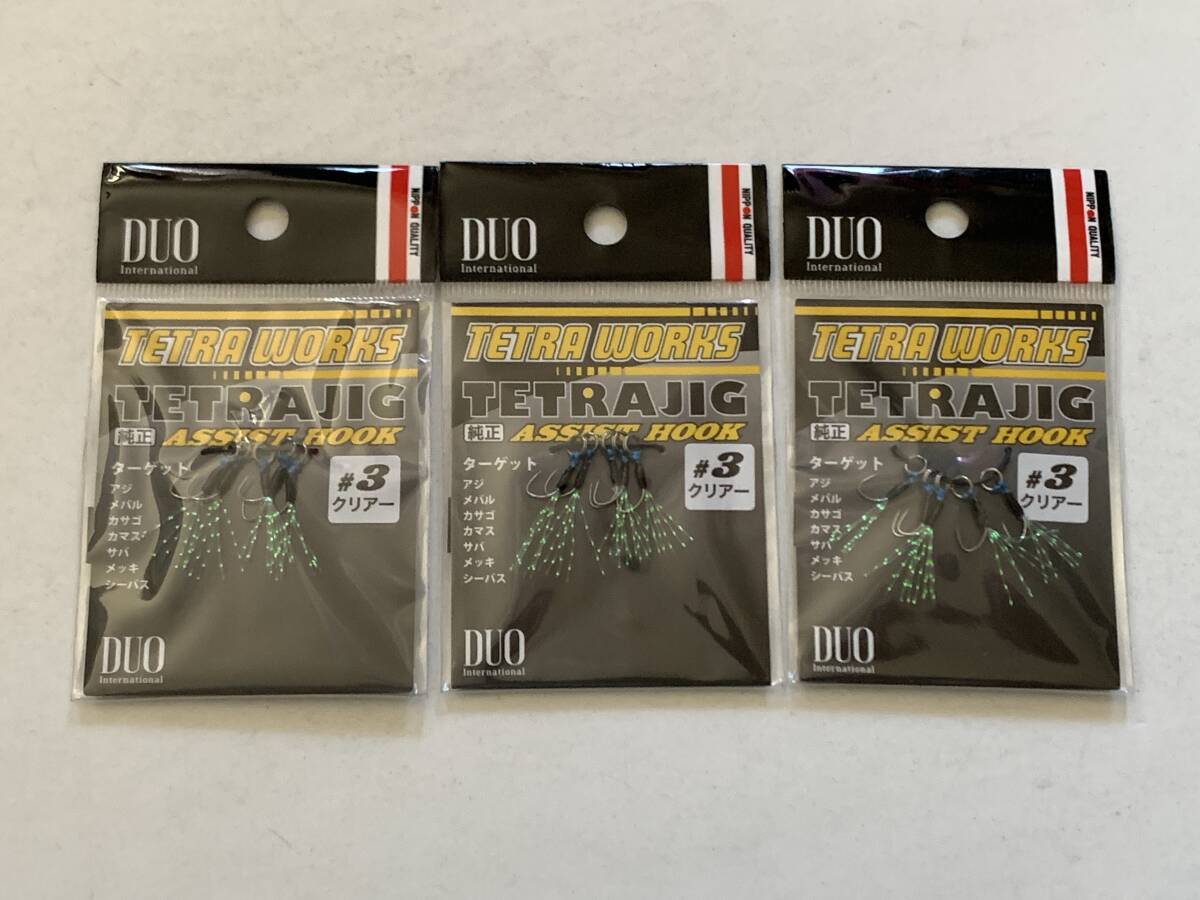 DUO
International
NIPPON QUALITY
TETRA WORKS
TETRAJIG
純正 ASSIST HOOK
ターゲット
アジ
メバル
カサゴ
カマス
サバ
メッキ
シーバス
#3
クリアー
DUO
International
DUO
International
NIPPON QUALITY
TETRA WORKS
TETRAJIG
純正 ASSIST HOOK
ターゲット
アジ
メバル
カサゴ
カマス
サバ
メッキ
シーバス
#3
クリアー
DUO
International
DUO
International
NIPPON QUALITY
TETRA WORKS
TETRAJIG
純正 ASSIST HOOK
ターゲット
アジ
メバル
カサゴ
カマス
サバ
メッキ
シーバス
#3
クリアー
DUO
International